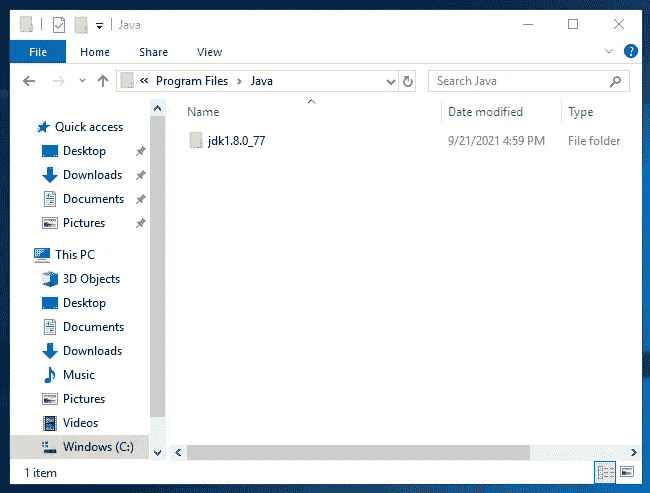 Java
File Home Share View
« Program Files > Java
Search Java
Name Date modified Type
jdk1.8.0_77 9/21/2021 4:59 PM File folder
Quick access
Desktop
Downloads
Documents
Pictures
This PC
3D Objects
Desktop
Documents
Downloads
Music
Pictures
Videos
Windows (C:)
1 item